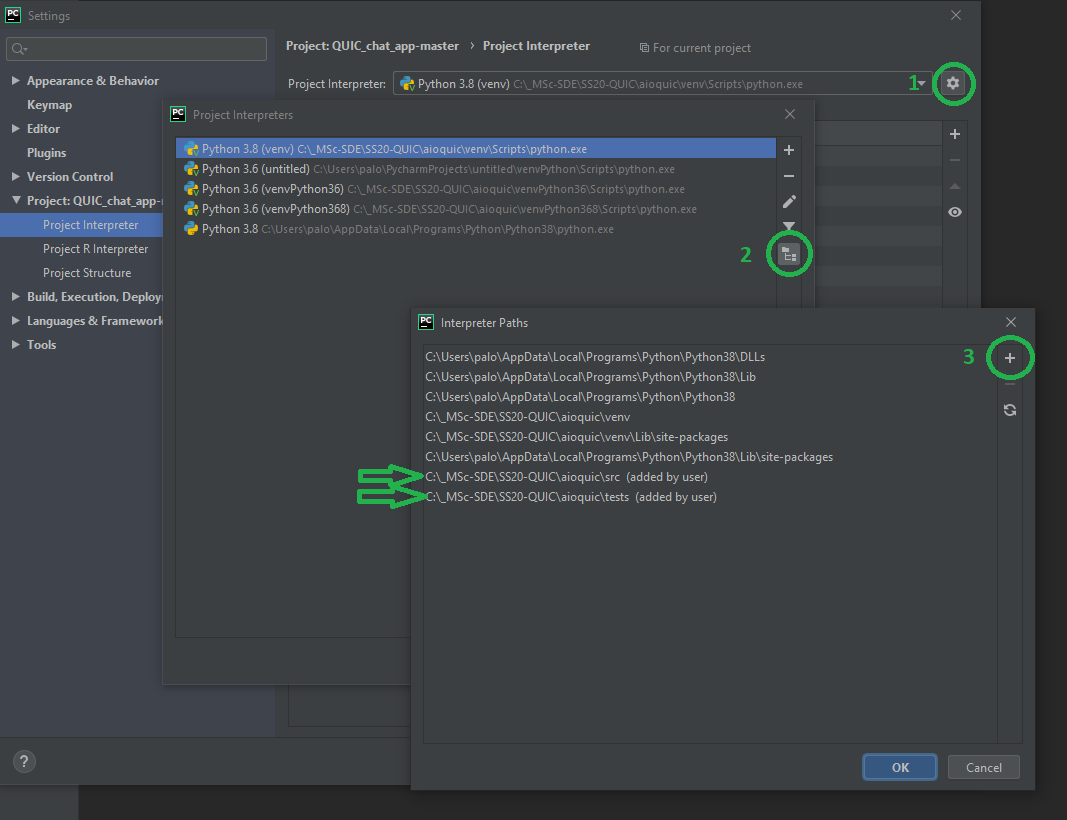 PC Settings
Project: QUIC_chat_app-master › Project Interpreter For current project
Project Interpreter: Python 3.8 (venv) C:\_MSc-SDE\SS20-QUIC\aioquic\venv\Scripts\python.exe 1
Appearance & Behavior
Keymap
Editor
Plugins
Version Control
Project: QUIC_chat_app-
Project Interpreter
Project R Interpreter
Project Structure
Build, Execution, Deploy
Languages & Framework
Tools
?
PC Project Interpreters
Python 3.8 (venv) C:\_MSc-SDE\SS20-QUIC\aioquic\venv\Scripts\python.exe
Python 3.6 (untitled) C:\Users\palo\PycharmProjects\untitled\venvPython\Scripts\python.exe
Python 3.6 (venvPython36) C:\_MSc-SDE\SS20-QUIC\aioquic\venvPython36\Scripts\python.exe
Python 3.6 (venvPython368) C:\_MSc-SDE\SS20-QUIC\aioquic\venvPython368\Scripts\python.exe
Python 3.8 C:\Users\palo\AppData\Local\Programs\Python\Python38\python.exe
2
PC Interpreter Paths
C:\Users\palo\AppData\Local\Programs\Python\Python38\DLLs
3
C:\Users\palo\AppData\Local\Programs\Python\Python38\Lib
C:\Users\palo\AppData\Local\Programs\Python\Python38
C:\_MSc-SDE\SS20-QUIC\aioquic\venv
C:\_MSc-SDE\SS20-QUIC\aioquic\venv\Lib\site-packages
C:\Users\palo\AppData\Local\Programs\Python\Python38\Lib\site-packages
C:\_MSc-SDE\SS20-QUIC\aioquic\src (added by user)
C:\_MSc-SDE\SS20-QUIC\aioquic\tests (added by user)
OK Cancel